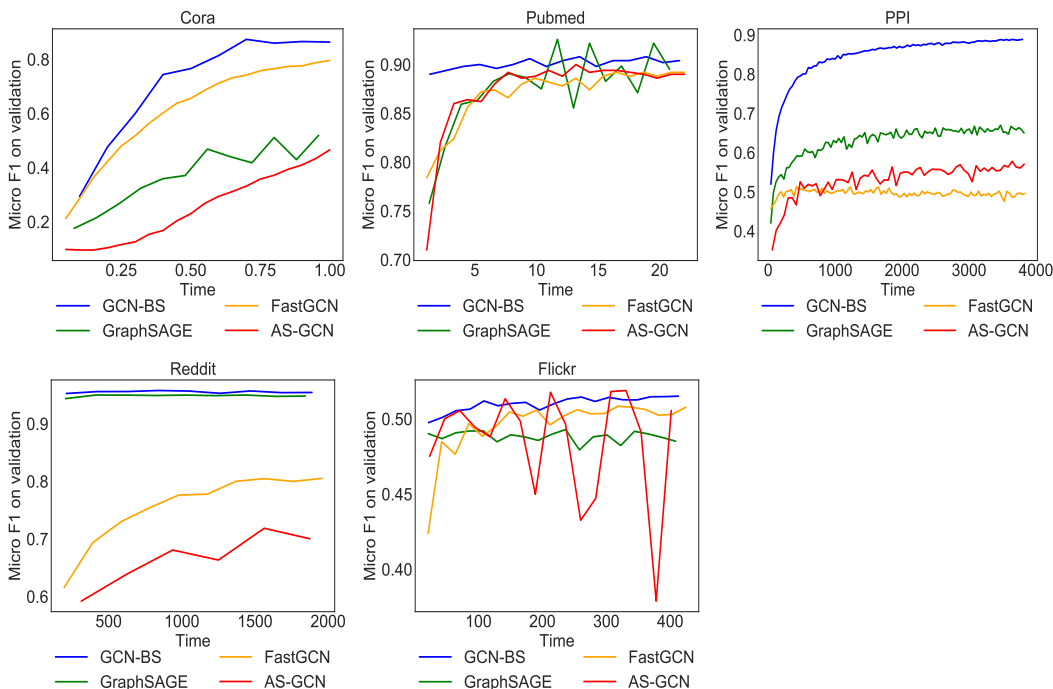 Cora
Micro F1 on validation
0.8
0.6
0.4
0.2
0.25 0.50 0.75 1.00
Time
GCN-BS FastGCN
GraphSAGE AS-GCN
Pubmed
Micro F1 on validation
0.90
0.85
0.80
0.75
0.70
5 10 15 20
Time
GCN-BS FastGCN
GraphSAGE AS-GCN
PPI
Micro F1 on validation
0.9
0.8
0.7
0.6
0.5
0.4
0 1000 2000 3000 4000
Time
GCN-BS FastGCN
GraphSAGE AS-GCN
Reddit
Micro F1 on validation
0.9
0.8
0.7
0.6
500 1000 1500 2000
Time
GCN-BS FastGCN
GraphSAGE AS-GCN
Flickr
Micro F1 on validation
0.50
0.45
0.40
100 200 300 400
Time
GCN-BS FastGCN
GraphSAGE AS-GCN